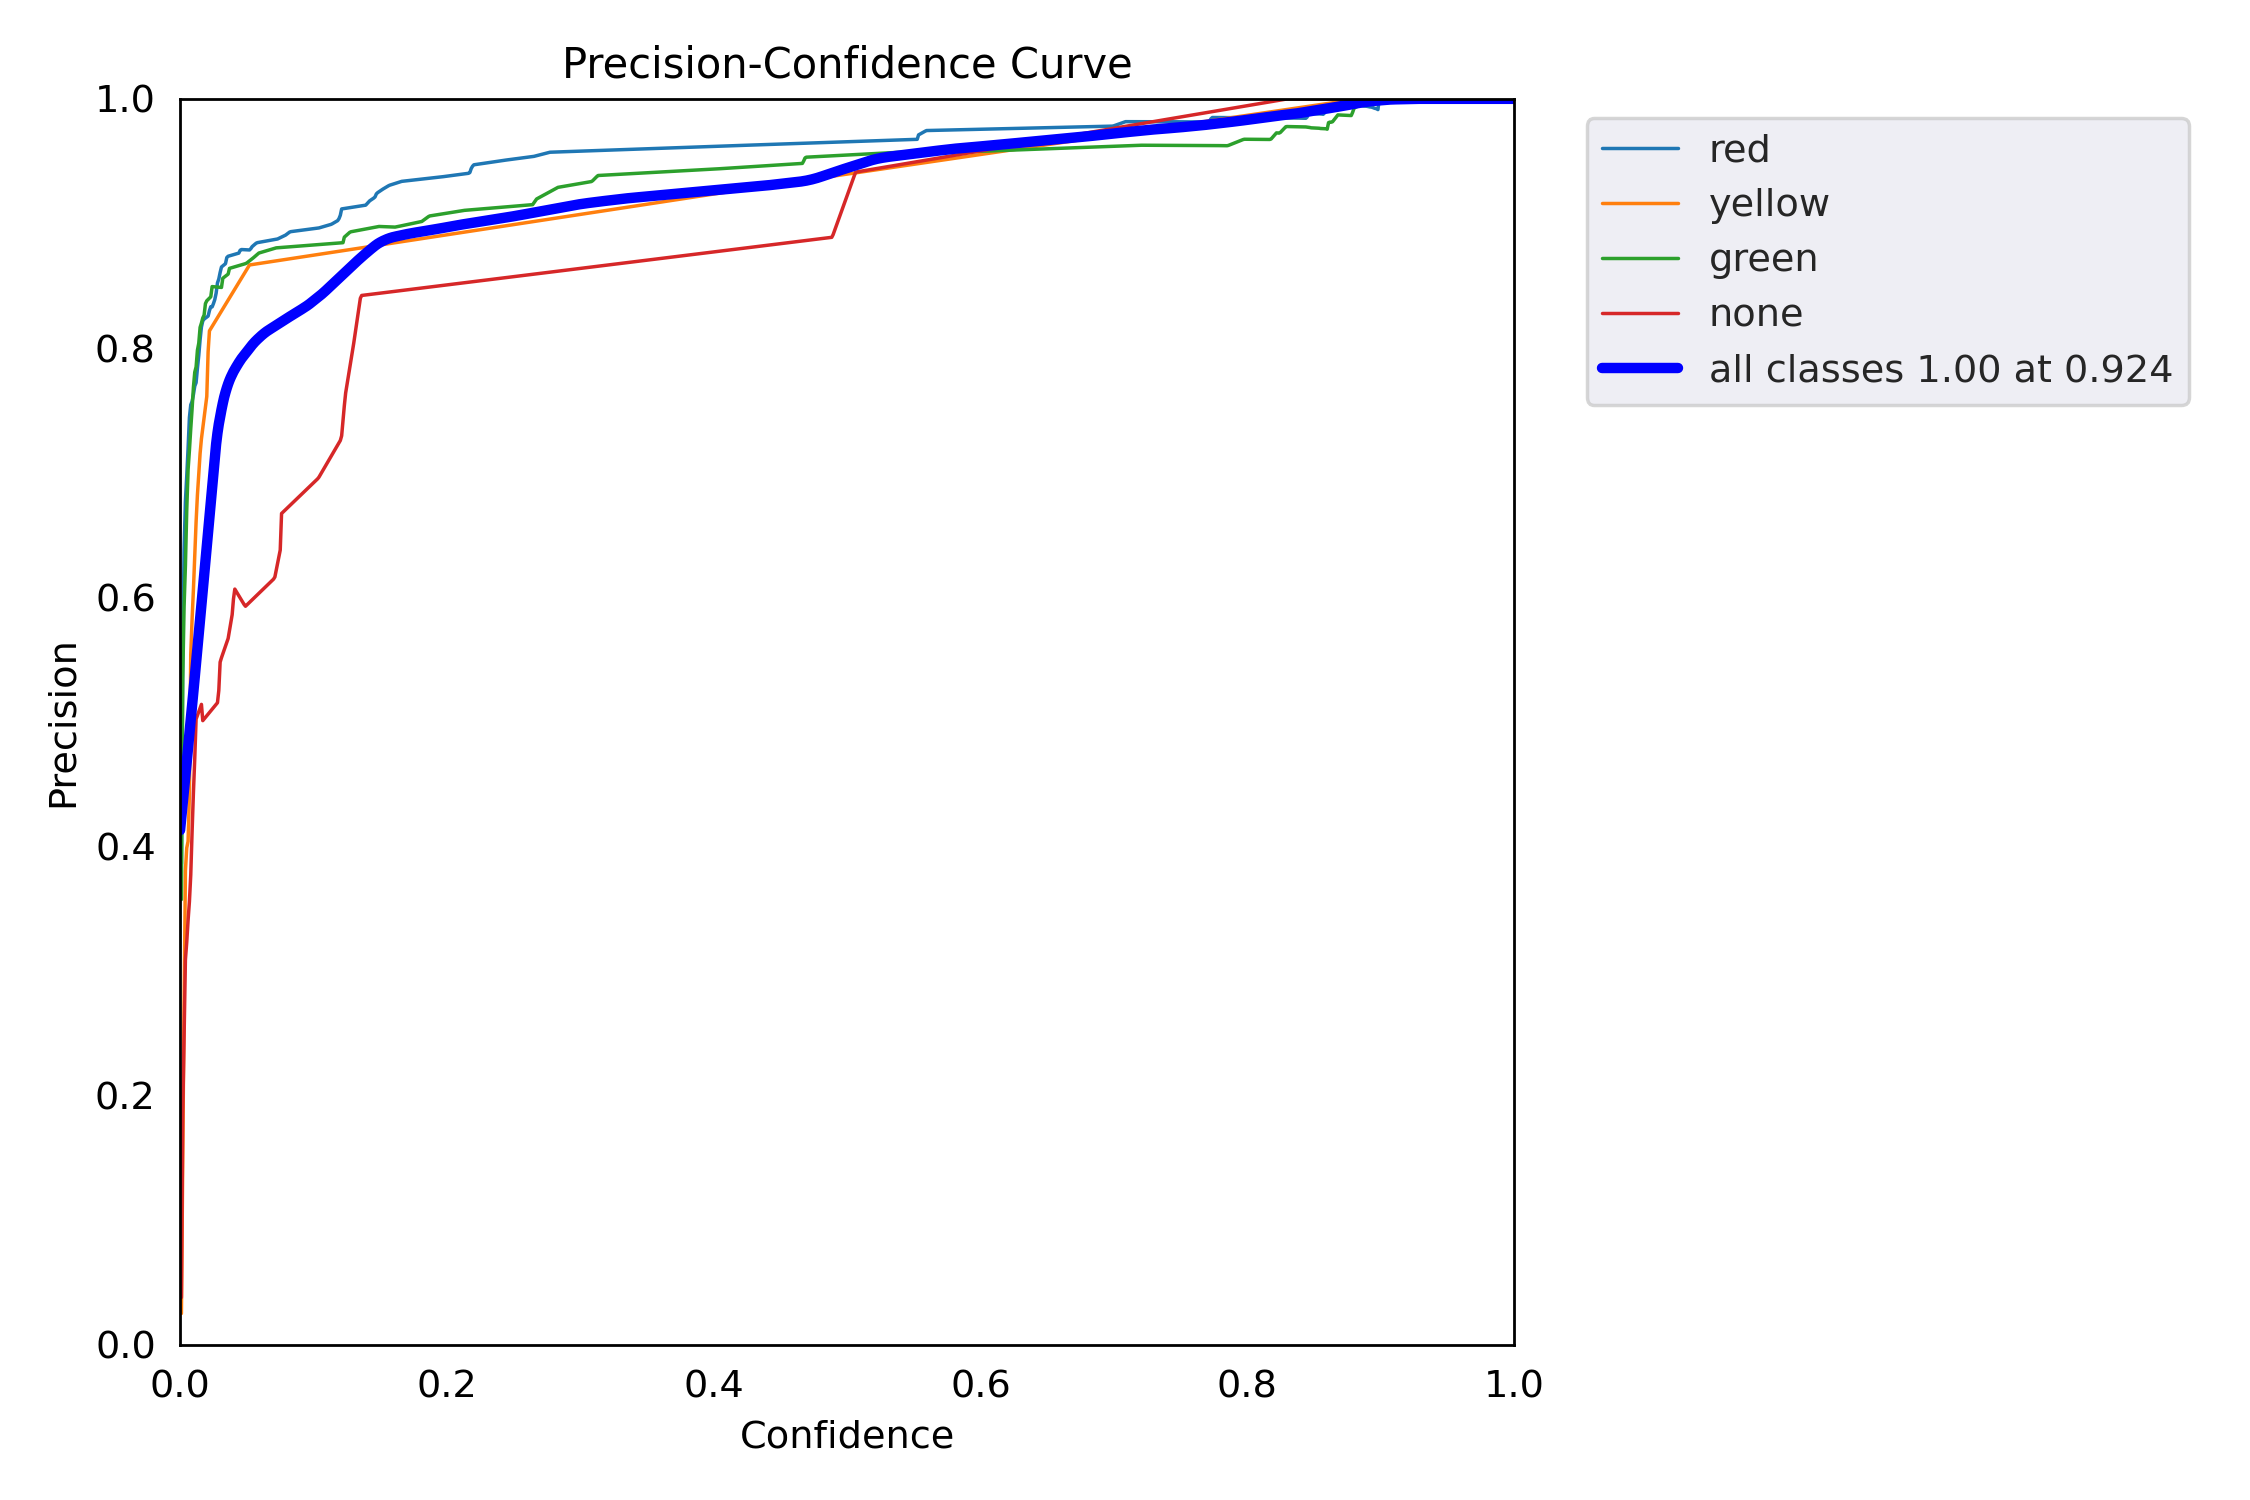 Precision-Confidence Curve
1.0
0.8
0.6
0.4
0.2
0.0
Precision
0.0 0.2 0.4 0.6 0.8 1.0
Confidence
red
yellow
green
none
all classes 1.00 at 0.924